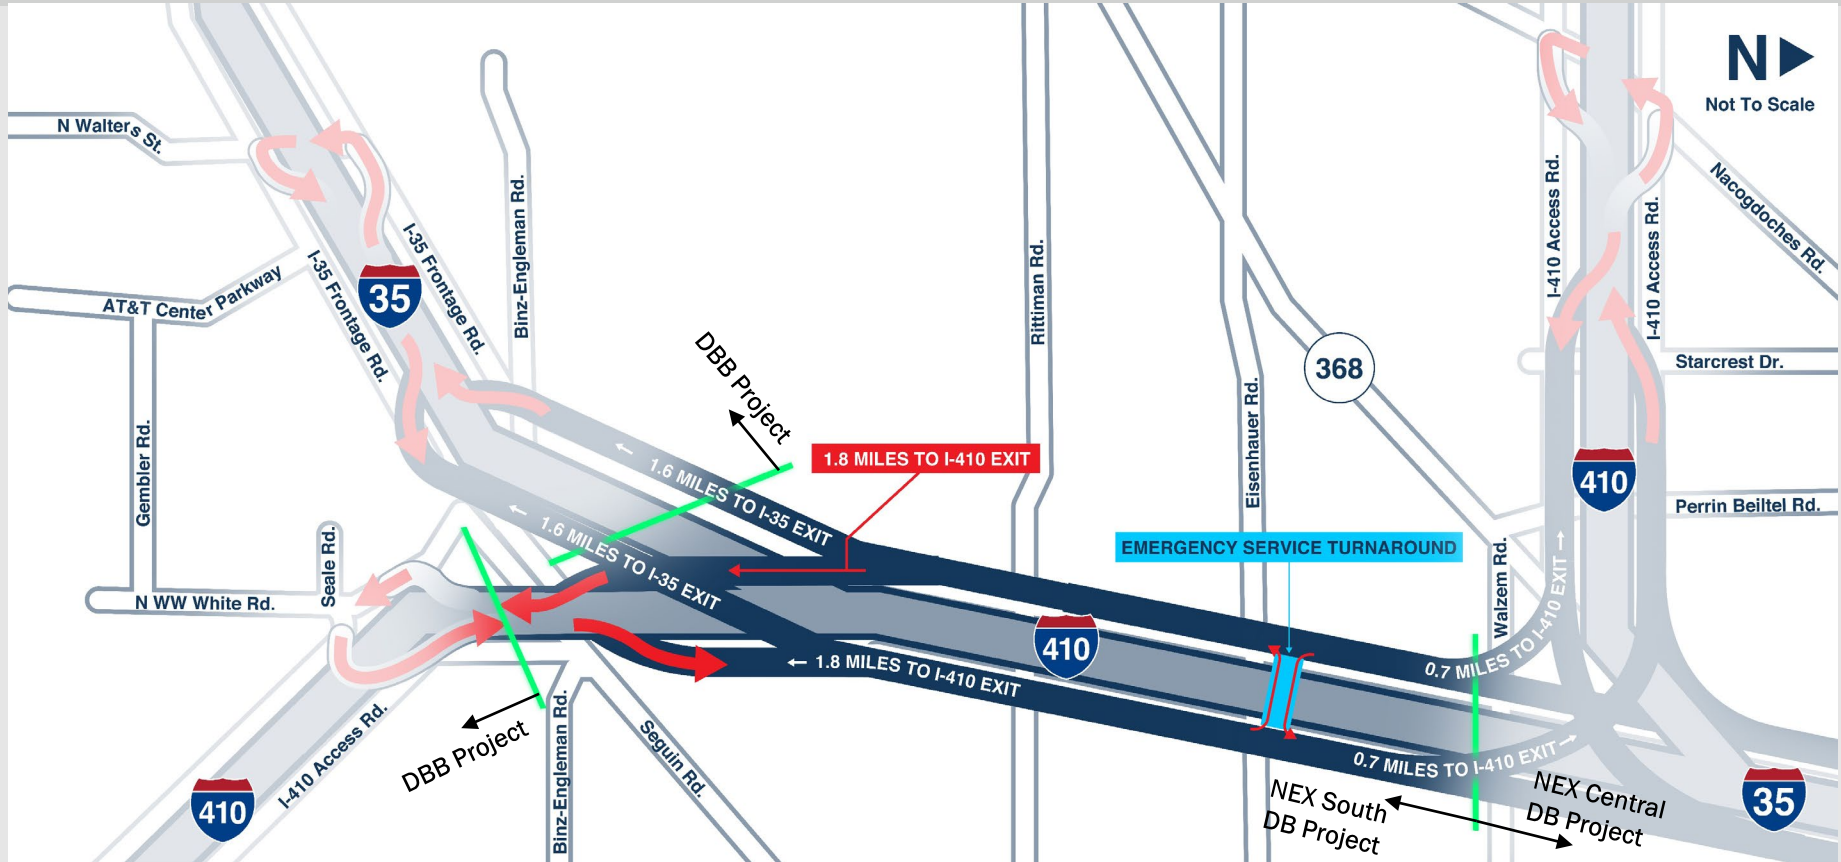 N
Not To Scale
N Walters St.
AT&T Center Parkway
Gembler Rd.
Seale Rd.
N WW White Rd.
I-35 Frontage Rd.
I-35 Frontage Rd.
35
Binz-Engleman Rd.
DBB Project
1.8 MILES TO I-410 EXIT
← 1.6 MILES TO I-35 EXIT
← 1.6 MILES TO I-35 EXIT
← 1.8 MILES TO I-410 EXIT
DBB Project
410
I-410 Access Rd.
Binz-Engleman Rd.
Seguin Rd.
Rittiman Rd.
410
Eisenhauer Rd.
368
EMERGENCY SERVICE TURNAROUND
Walzem Rd.
0.7 MILES TO I-410 EXIT →
0.7 MILES TO I-410 EXIT →
NEX South
DB Project
NEX Central
DB Project
35
410
I-410 Access Rd.
I-410 Access Rd.
Nacogdoches Rd.
Starcrest Dr.
Perrin Beiltel Rd.